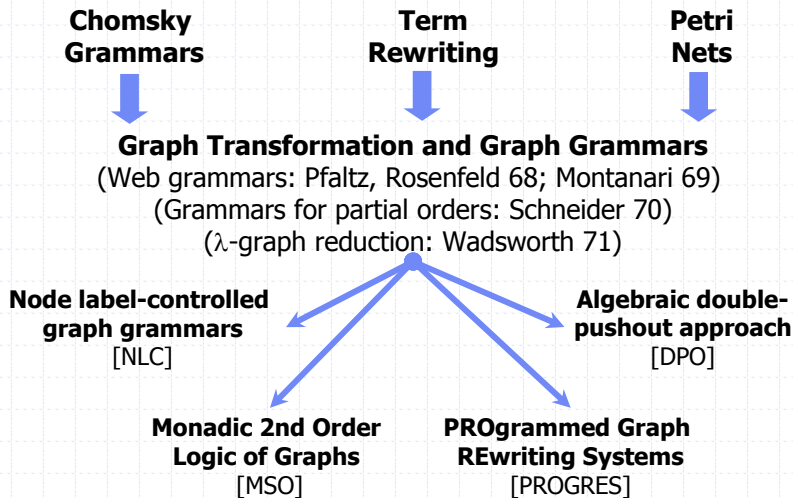 Chomsky
Grammars
Term
Rewriting
Petri
Nets
Graph Transformation and Graph Grammars
(Web grammars: Pfaltz, Rosenfeld 68; Montanari 69)
(Grammars for partial orders: Schneider 70)
(λ-graph reduction: Wadsworth 71)
Node label-controlled
graph grammars
[NLC]
Algebraic double-
pushout approach
[DPO]
Monadic 2nd Order
Logic of Graphs
[MSO]
PROgrammed Graph
REwriting Systems
[PROGRES]